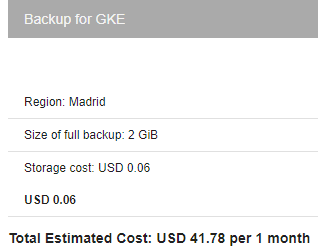 Backup for GKE
Region: Madrid
Size of full backup: 2 GiB
Storage cost: USD 0.06
USD 0.06
Total Estimated Cost: USD 41.78 per 1 month